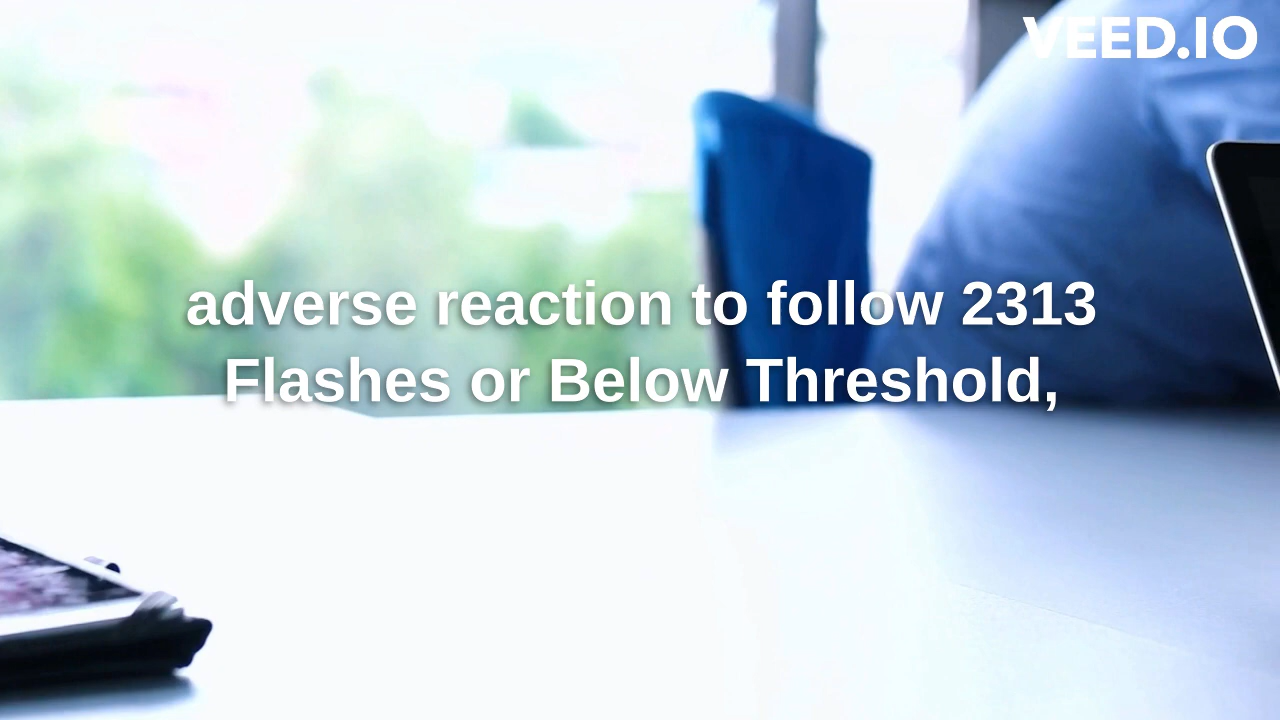 VEED.IO
adverse reaction to follow 2313
Flashes or Below Threshold,